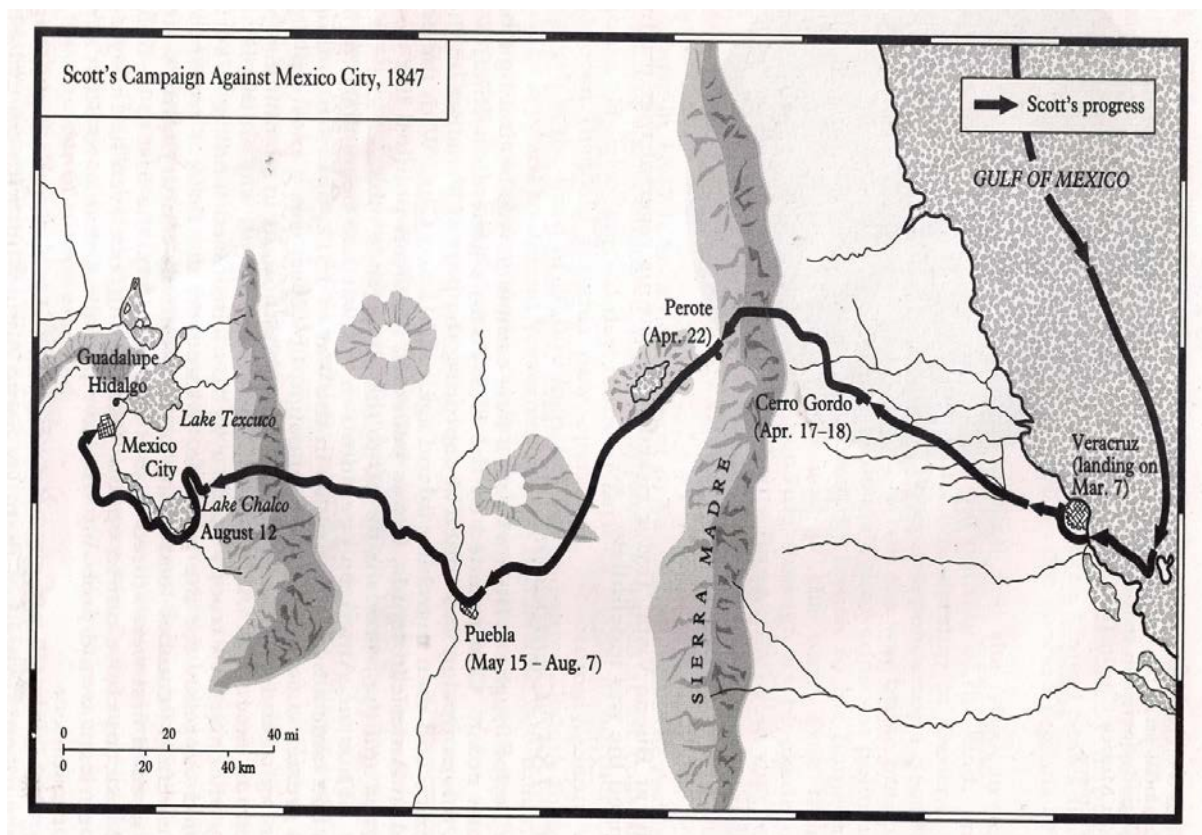 Scott's Campaign Against Mexico City, 1847
Scott's progress
GULF OF MEXICO
Perote
(Apr. 22)
Guadalupe
Hidalgo
Lake Texcuco
Cerro Gordo
(Apr. 17–18)
Mexico
City
Veracruz
(landing on
Mar. 7)
Lake Chalco
August 12
SIERRA MADRE
Puebla
(May 15 – Aug. 7)
0 20 40 mi
0 20 40 km